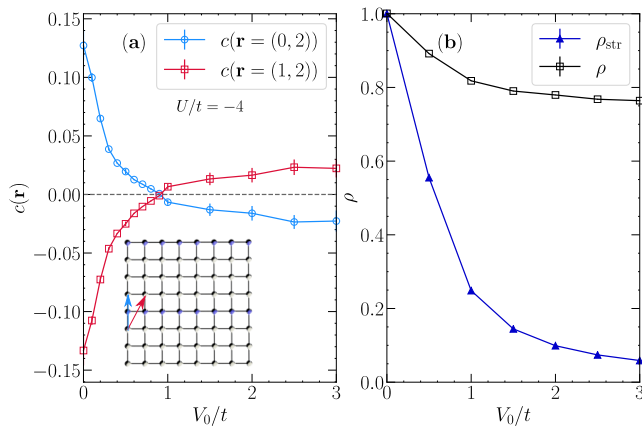 (a)
c(r = (0, 2))
c(r = (1, 2))
U/t = −4
0.15
0.10
0.05
0.00
−0.05
−0.10
−0.15
c(r)
0
1
2
3
V₀/t
(b)
ρstr
ρ
1.0
0.8
0.6
0.4
0.2
0.0
ρ
0
1
2
3
V₀/t